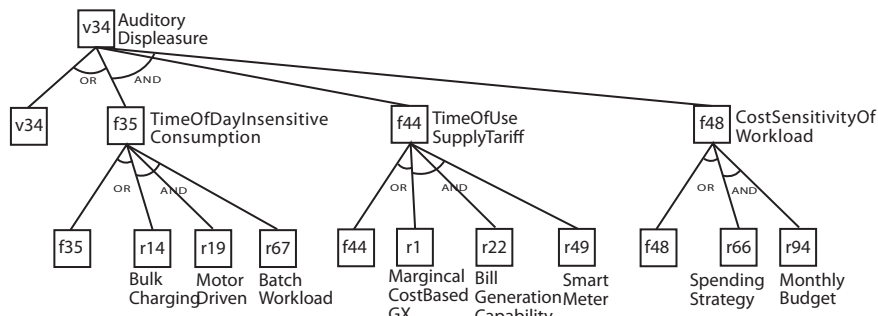 v34
Auditory
Displeasure
OR
AND
v34
f35
TimeOfDayInsensitive
Consumption
f44
TimeOfUse
SupplyTariff
f48
CostSensitivityOf
Workload
OR
AND
OR
AND
OR
AND
f35
r14
r19
r67
f44
r1
r22
r49
f48
r66
r94
Bulk
Charging
Motor
Driven
Batch
Workload
Margincal
CostBased
GX
Bill
Generation
Capability
Smart
Meter
Spending
Strategy
Monthly
Budget